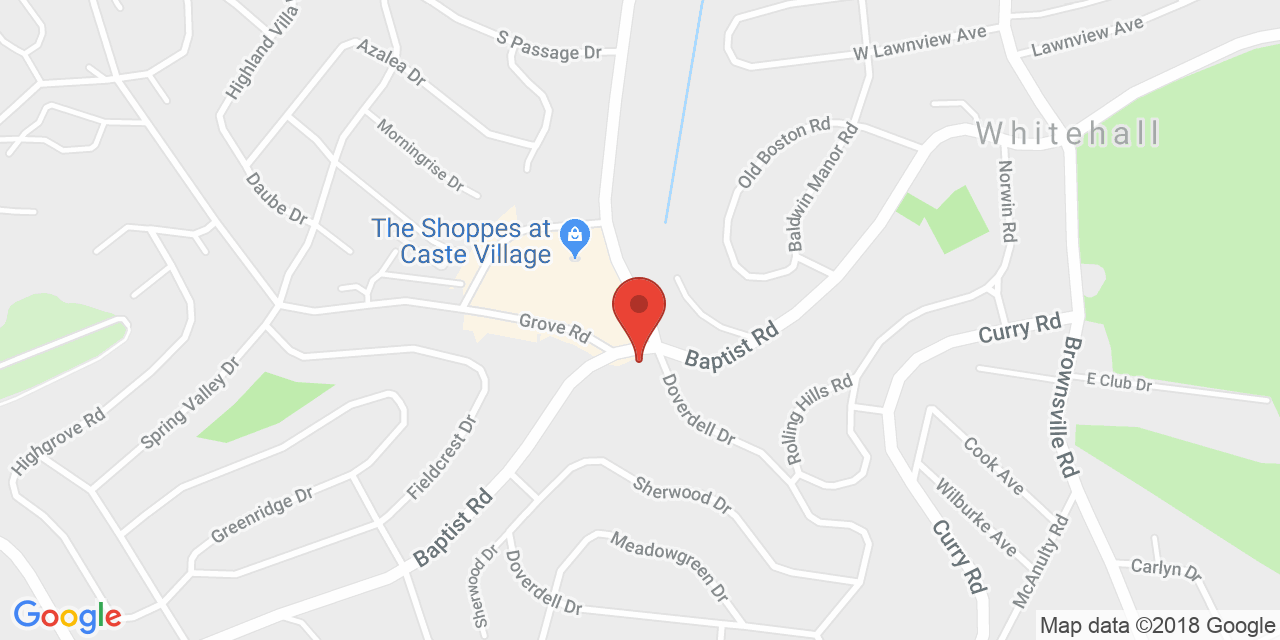 Highland Villa
S Passage Dr
Azalea Dr
W Lawnview Ave
Lawnview Ave
Morningrise Dr
Old Boston Rd
Baldwin Manor Rd
Whitehall
Norwin Rd
Daube Dr
The Shoppes at
Caste Village
Grove Rd
Baptist Rd
Curry Rd
Brownsville Rd
E Club Dr
Doverdell Dr
Rolling Hills Rd
Spring Valley Dr
Highgrove Rd
Fieldcrest Dr
Greenridge Dr
Baptist Rd
Sherwood Dr
Cook Ave
Wilburke Ave
Curry Rd
McAnulty Rd
Meadowgreen Dr
Sherwood Dr
Doverdell Dr
Carlyn Dr
Google
Map data ©2018 Google